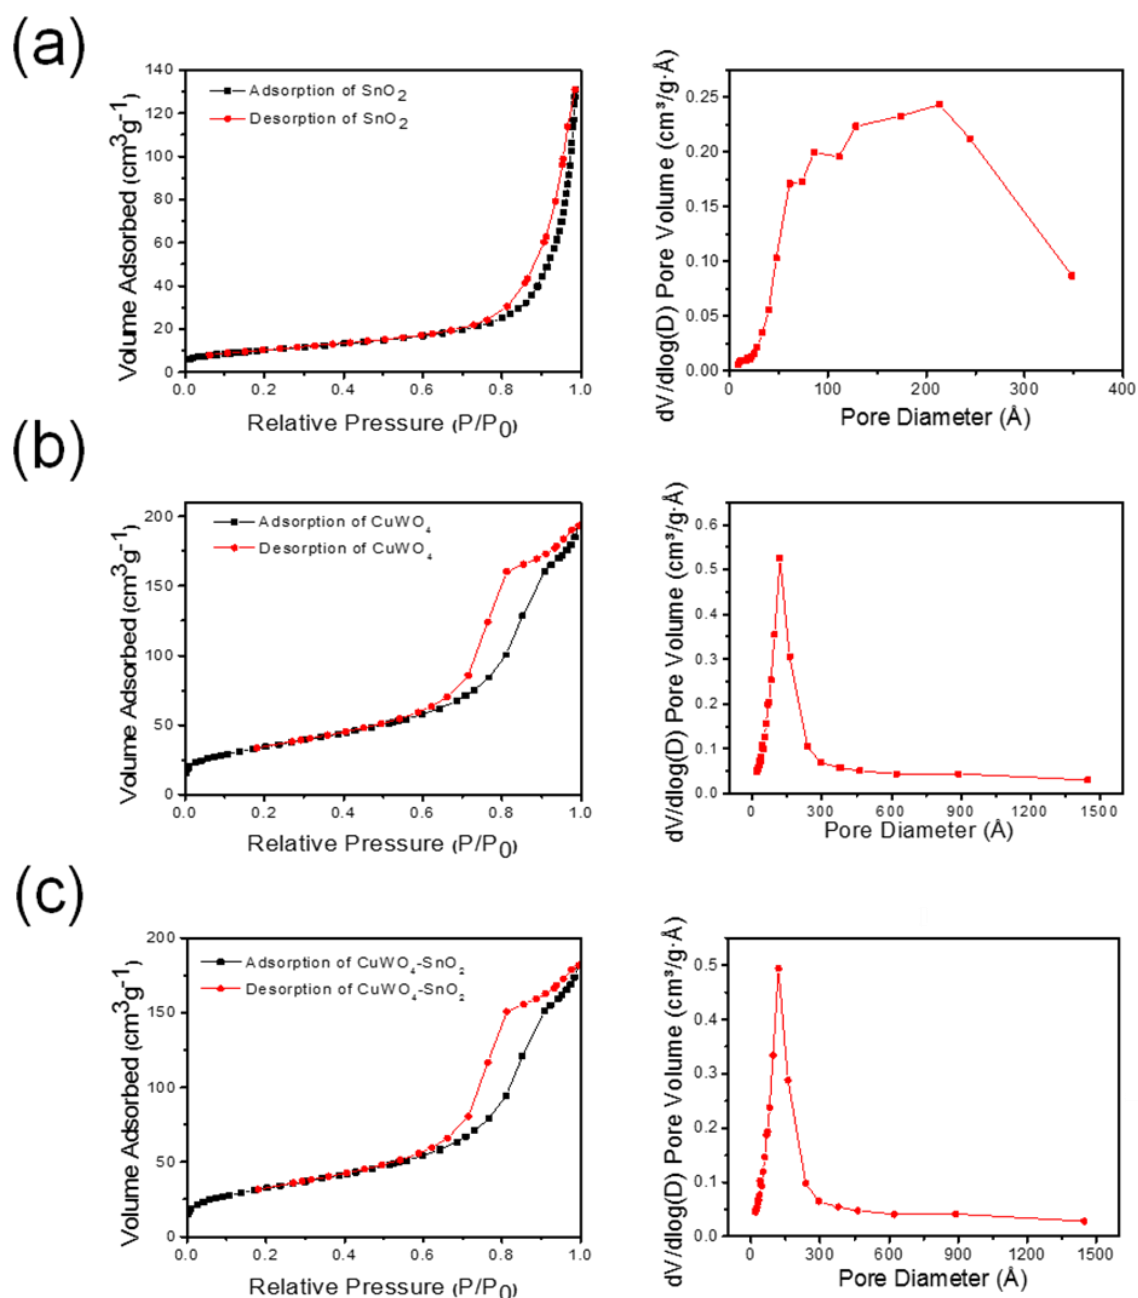 (a)
Volume Adsorbed (cm³g⁻¹)
140
120
100
80
60
40
20
0
Adsorption of SnO₂
Desorption of SnO₂
0.0 0.2 0.4 0.6 0.8 1.0
Relative Pressure (P/P₀)
dV/dlog(D) Pore Volume (cm³/g·Å)
0.25
0.20
0.15
0.10
0.05
0.00
0 100 200 300 400
Pore Diameter (Å)
(b)
Volume Adsorbed (cm³g⁻¹)
200
150
100
50
0
Adsorption of CuWO₄
Desorption of CuWO₄
0.0 0.2 0.4 0.6 0.8 1.0
Relative Pressure (P/P₀)
dV/dlog(D) Pore Volume (cm³/g·Å)
0.6
0.5
0.4
0.3
0.2
0.1
0.0
0 300 600 900 1200 1500
Pore Diameter (Å)
(c)
Volume Adsorbed (cm³g⁻¹)
200
150
100
50
0
Adsorption of CuWO₄-SnO₂
Desorption of CuWO₄-SnO₂
0.0 0.2 0.4 0.6 0.8 1.0
Relative Pressure (P/P₀)
dV/dlog(D) Pore Volume (cm³/g·Å)
0.5
0.4
0.3
0.2
0.1
0.0
0 300 600 900 1200 1500
Pore Diameter (Å)